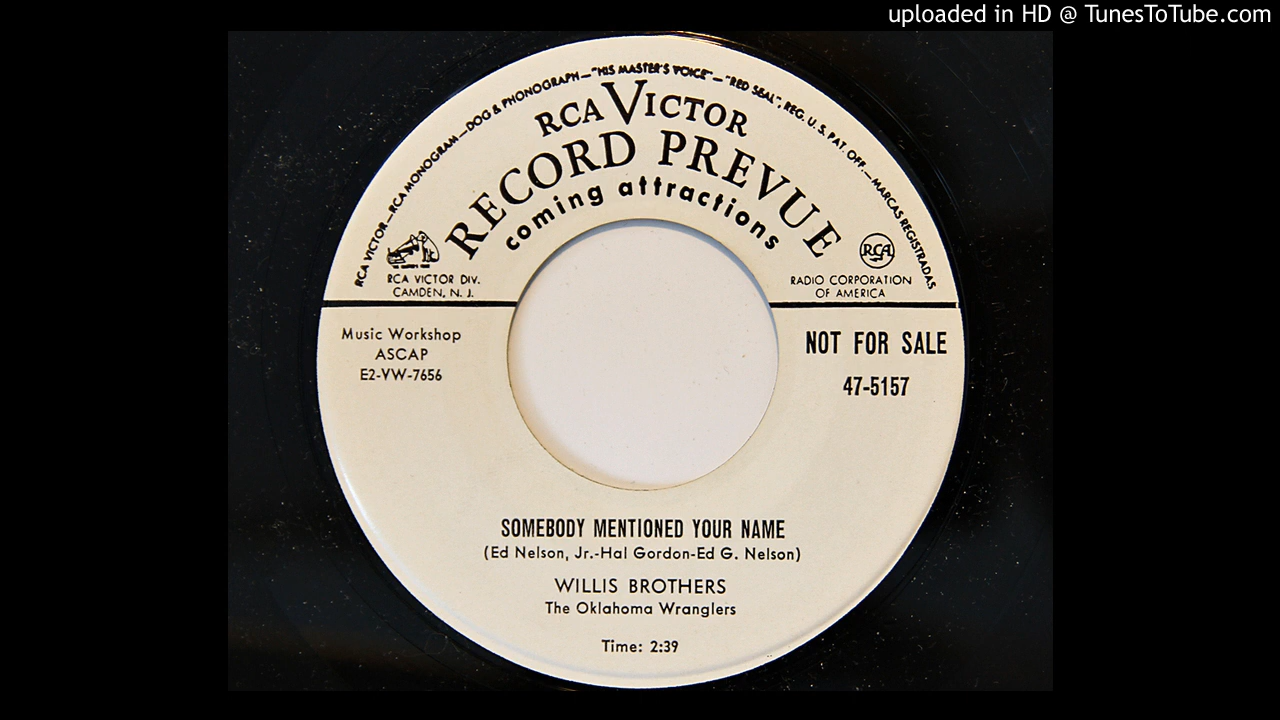 uploaded in HD @ TunesToTube.com
RCA VICTOR—RCA MONOGRAM—DOG & PHONOGRAPH—"HIS MASTER'S VOICE"—"RED SEAL", REG. U. S. PAT. OFF.—MARCAS REGISTRADAS
RCA VICTOR
RECORD PREVUE
coming attractions
RCA VICTOR DIV.
CAMDEN, N. J.
RCA
RADIO CORPORATION
OF AMERICA
Music Workshop
ASCAP
E2-VW-7656
NOT FOR SALE
47-5157
SOMEBODY MENTIONED YOUR NAME
(Ed Nelson, Jr.-Hal Gordon-Ed G. Nelson)
WILLIS BROTHERS
The Oklahoma Wranglers
Time: 2:39